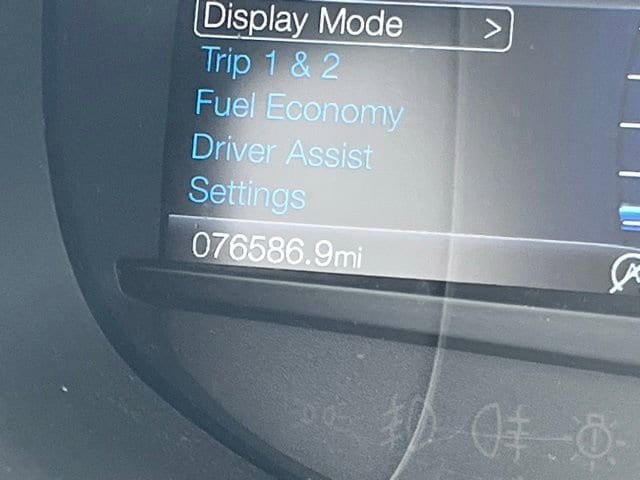 Display Mode >
Trip 1 & 2
Fuel Economy
Driver Assist
Settings
076586.9mi